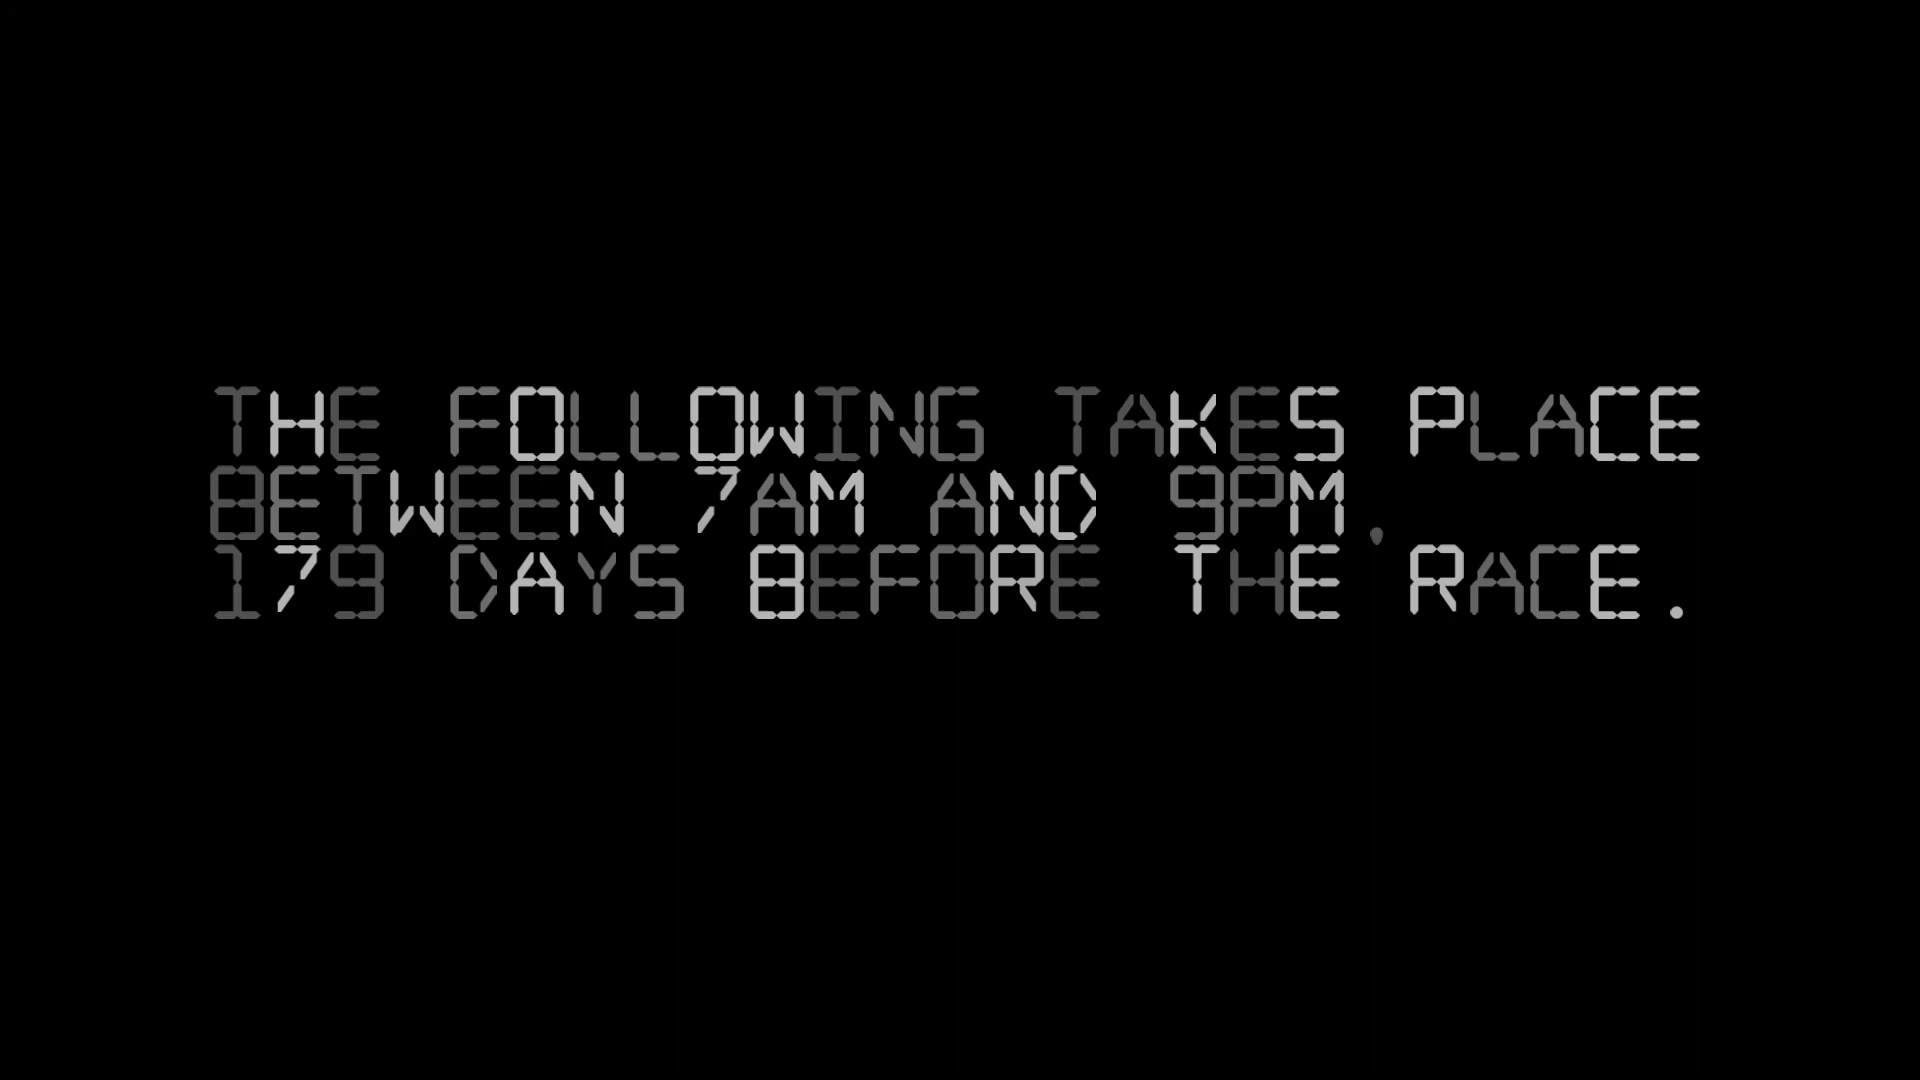 THE FOLLOWING TAKES PLACE
BETWEEN 7AM AND 9PM,
179 DAYS BEFORE THE RACE.